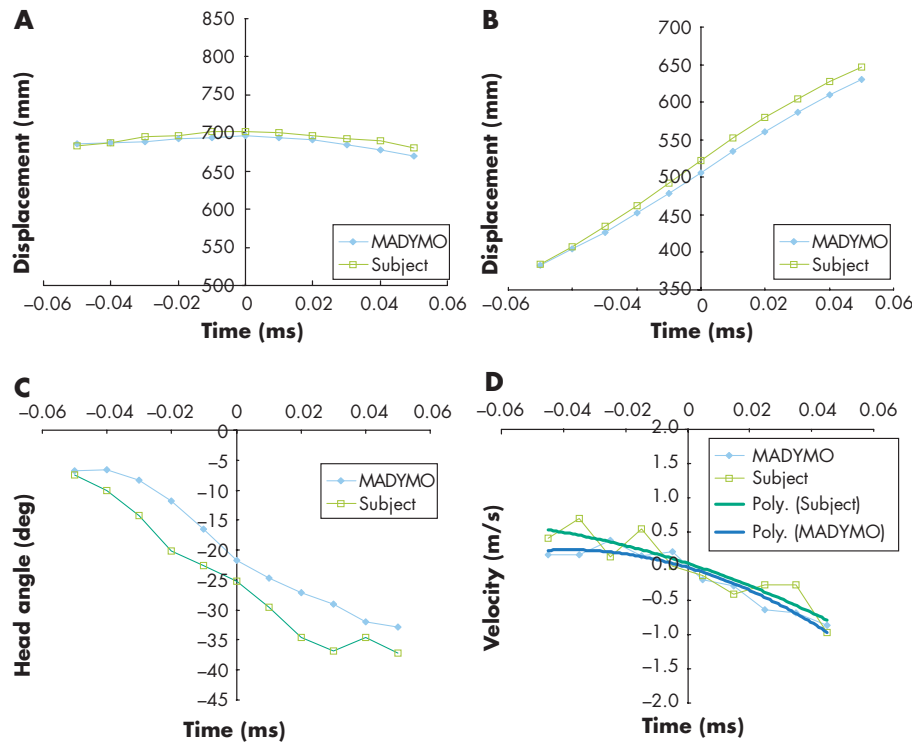 A
Displacement (mm)
850
800
750
700
650
600
550
500
−0.06 −0.04 −0.02 0 0.02 0.04 0.06
Time (ms)
MADYMO
Subject
B
Displacement (mm)
650
600
550
500
450
400
350
−0.06 −0.04 −0.02 0 0.02 0.04 0.06
Time (ms)
MADYMO
Subject
C
−0.06 −0.04 −0.02 0 0.02 0.04 0.06
Head angle (deg)
0
−5
−10
−15
−20
−25
−30
−35
−40
−45
Time (ms)
MADYMO
Subject
D
−0.06 −0.04 −0.02 0 0.02 0.04 0.06
Velocity (m/s)
2.0
1.5
1.0
0.5
0.0
−0.5
−1.0
−1.5
−2.0
Time (ms)
MADYMO
Subject
Poly. (Subject)
Poly. (MADYMO)